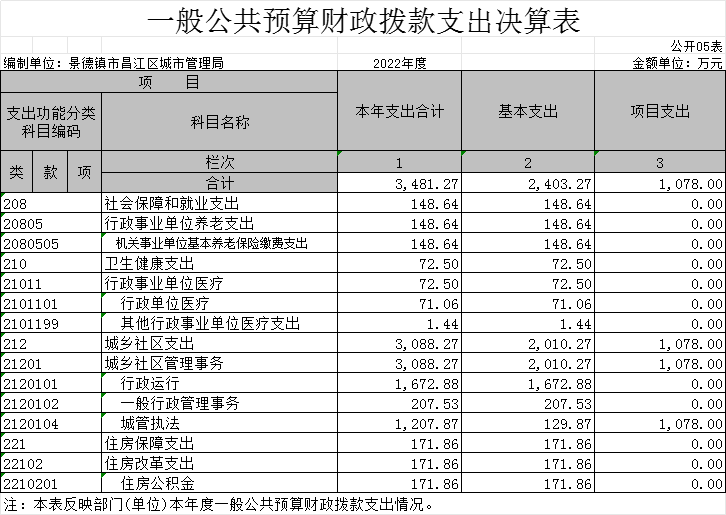 一般公共预算财政拨款支出决算表
公开05表
编制单位：景德镇市昌江区城市管理局 2022年度 金额单位：万元
项 目 本年支出合计 基本支出 项目支出
支出功能分类科目编码 科目名称
类 款 项 栏次 1 2 3
合计 3,481.27 2,403.27 1,078.00
208 社会保障和就业支出 148.64 148.64 0.00
20805 行政事业单位养老支出 148.64 148.64 0.00
2080505 机关事业单位基本养老保险缴费支出 148.64 148.64 0.00
210 卫生健康支出 72.50 72.50 0.00
21011 行政事业单位医疗 72.50 72.50 0.00
2101101 行政单位医疗 71.06 71.06 0.00
2101199 其他行政事业单位医疗支出 1.44 1.44 0.00
212 城乡社区支出 3,088.27 2,010.27 1,078.00
21201 城乡社区管理事务 3,088.27 2,010.27 1,078.00
2120101 行政运行 1,672.88 1,672.88 0.00
2120102 一般行政管理事务 207.53 207.53 0.00
2120104 城管执法 1,207.87 129.87 1,078.00
221 住房保障支出 171.86 171.86 0.00
22102 住房改革支出 171.86 171.86 0.00
2210201 住房公积金 171.86 171.86 0.00
注：本表反映部门(单位)本年度一般公共预算财政拨款支出情况。